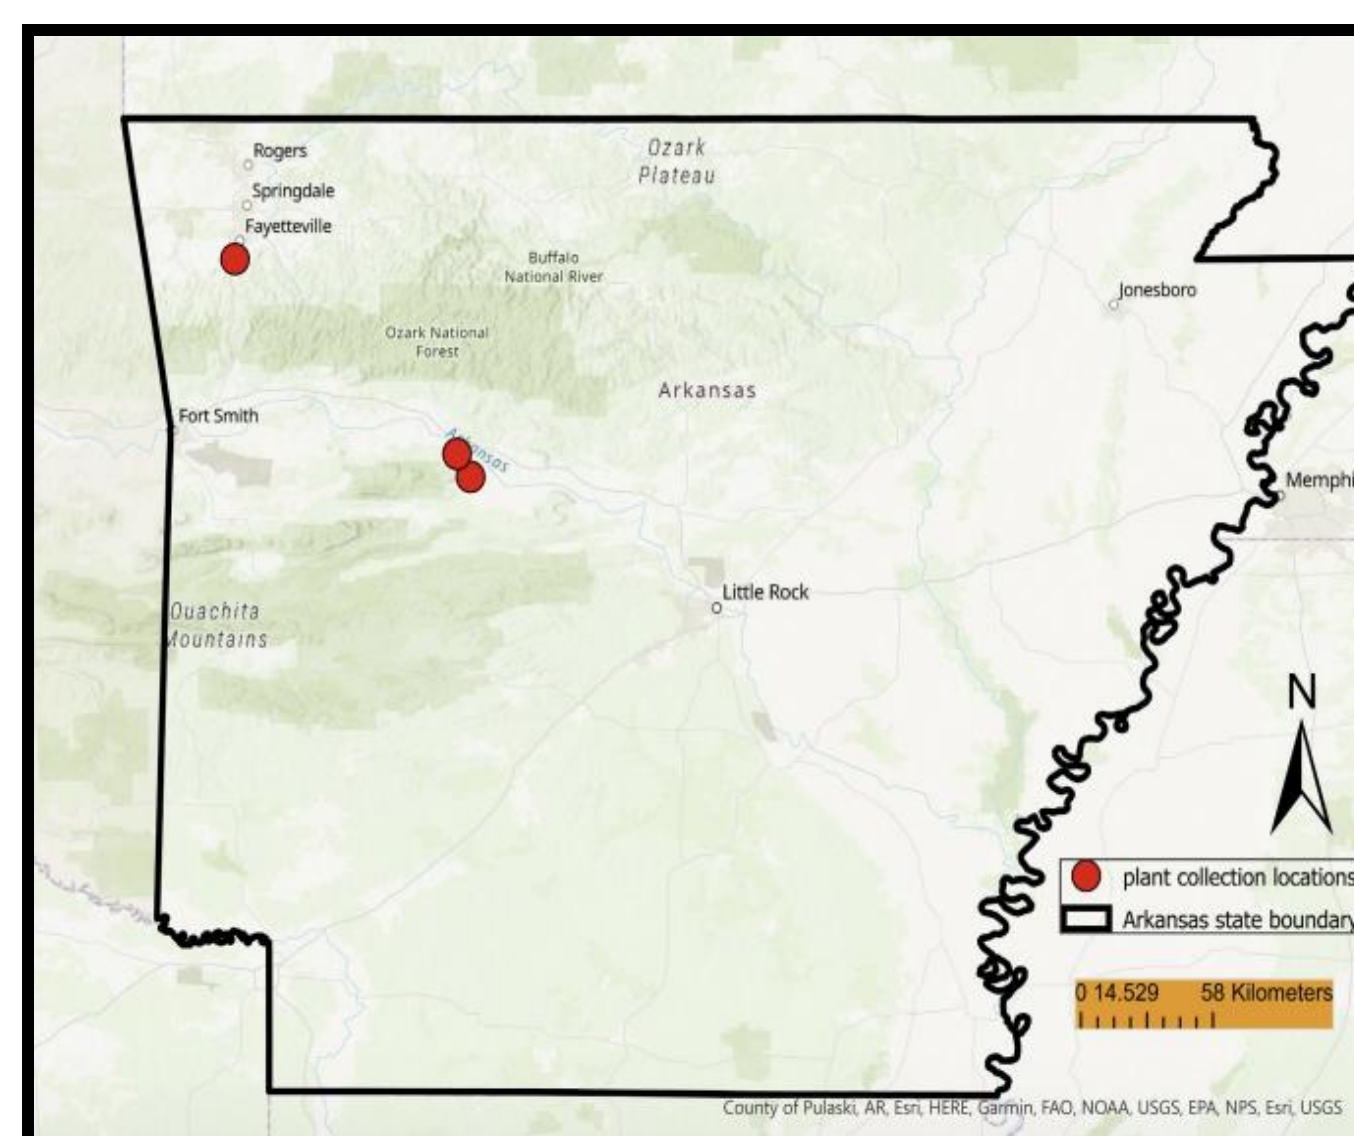 Rogers
Springdale
Fayetteville
Ozark
Plateau
Buffalo
National River
Jonesboro
Ozark National
Forest
Arkansas
Fort Smith
Arkansas
Memphi
Little Rock
Ouachita
Mountains
N
plant collection locations
Arkansas state boundary
0 14.529 58 Kilometers
County of Pulaski, AR, Esri, HERE, Garmin, FAO, NOAA, USGS, EPA, NPS, Esri, USGS